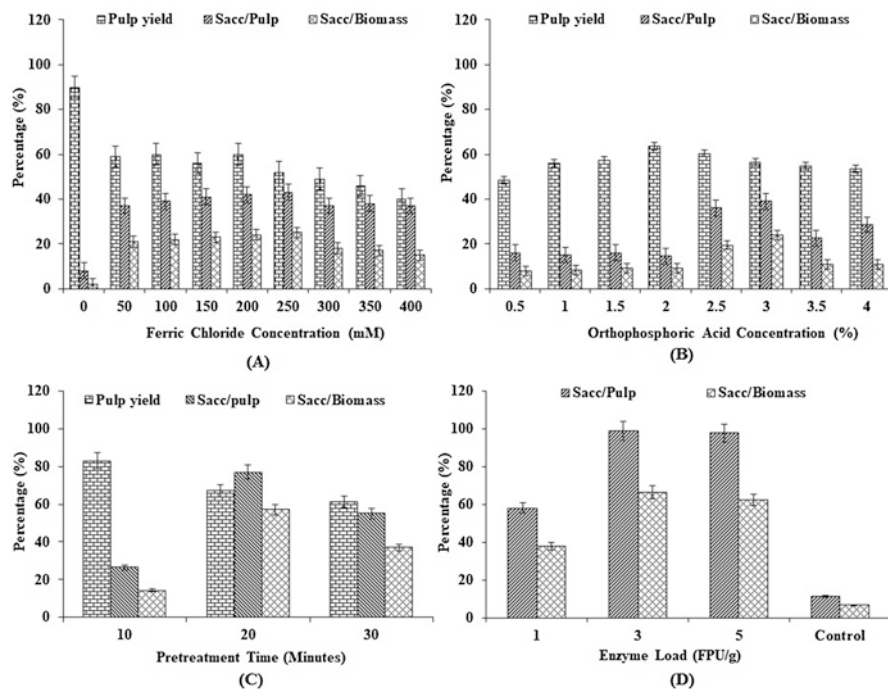 Pulp yield Sacc/Pulp Sacc/Biomass
120
100
80
60
40
20
0
Percentage (%)
0 50 100 150 200 250 300 350 400
Ferric Chloride Concentration (mM)
(A)
Pulp yield Sacc/Pulp Sacc/Biomass
120
100
80
60
40
20
0
Percentage (%)
0.5 1 1.5 2 2.5 3 3.5 4
Orthophosphoric Acid Concentration (%)
(B)
Pulp yield Sacc/pulp Sacc/Biomass
120
100
80
60
40
20
0
Percentage (%)
10 20 30
Pretreatment Time (Minutes)
(C)
Sacc/Pulp Sacc/Biomass
120
100
80
60
40
20
0
Percentage (%)
1 3 5 Control
Enzyme Load (FPU/g)
(D)